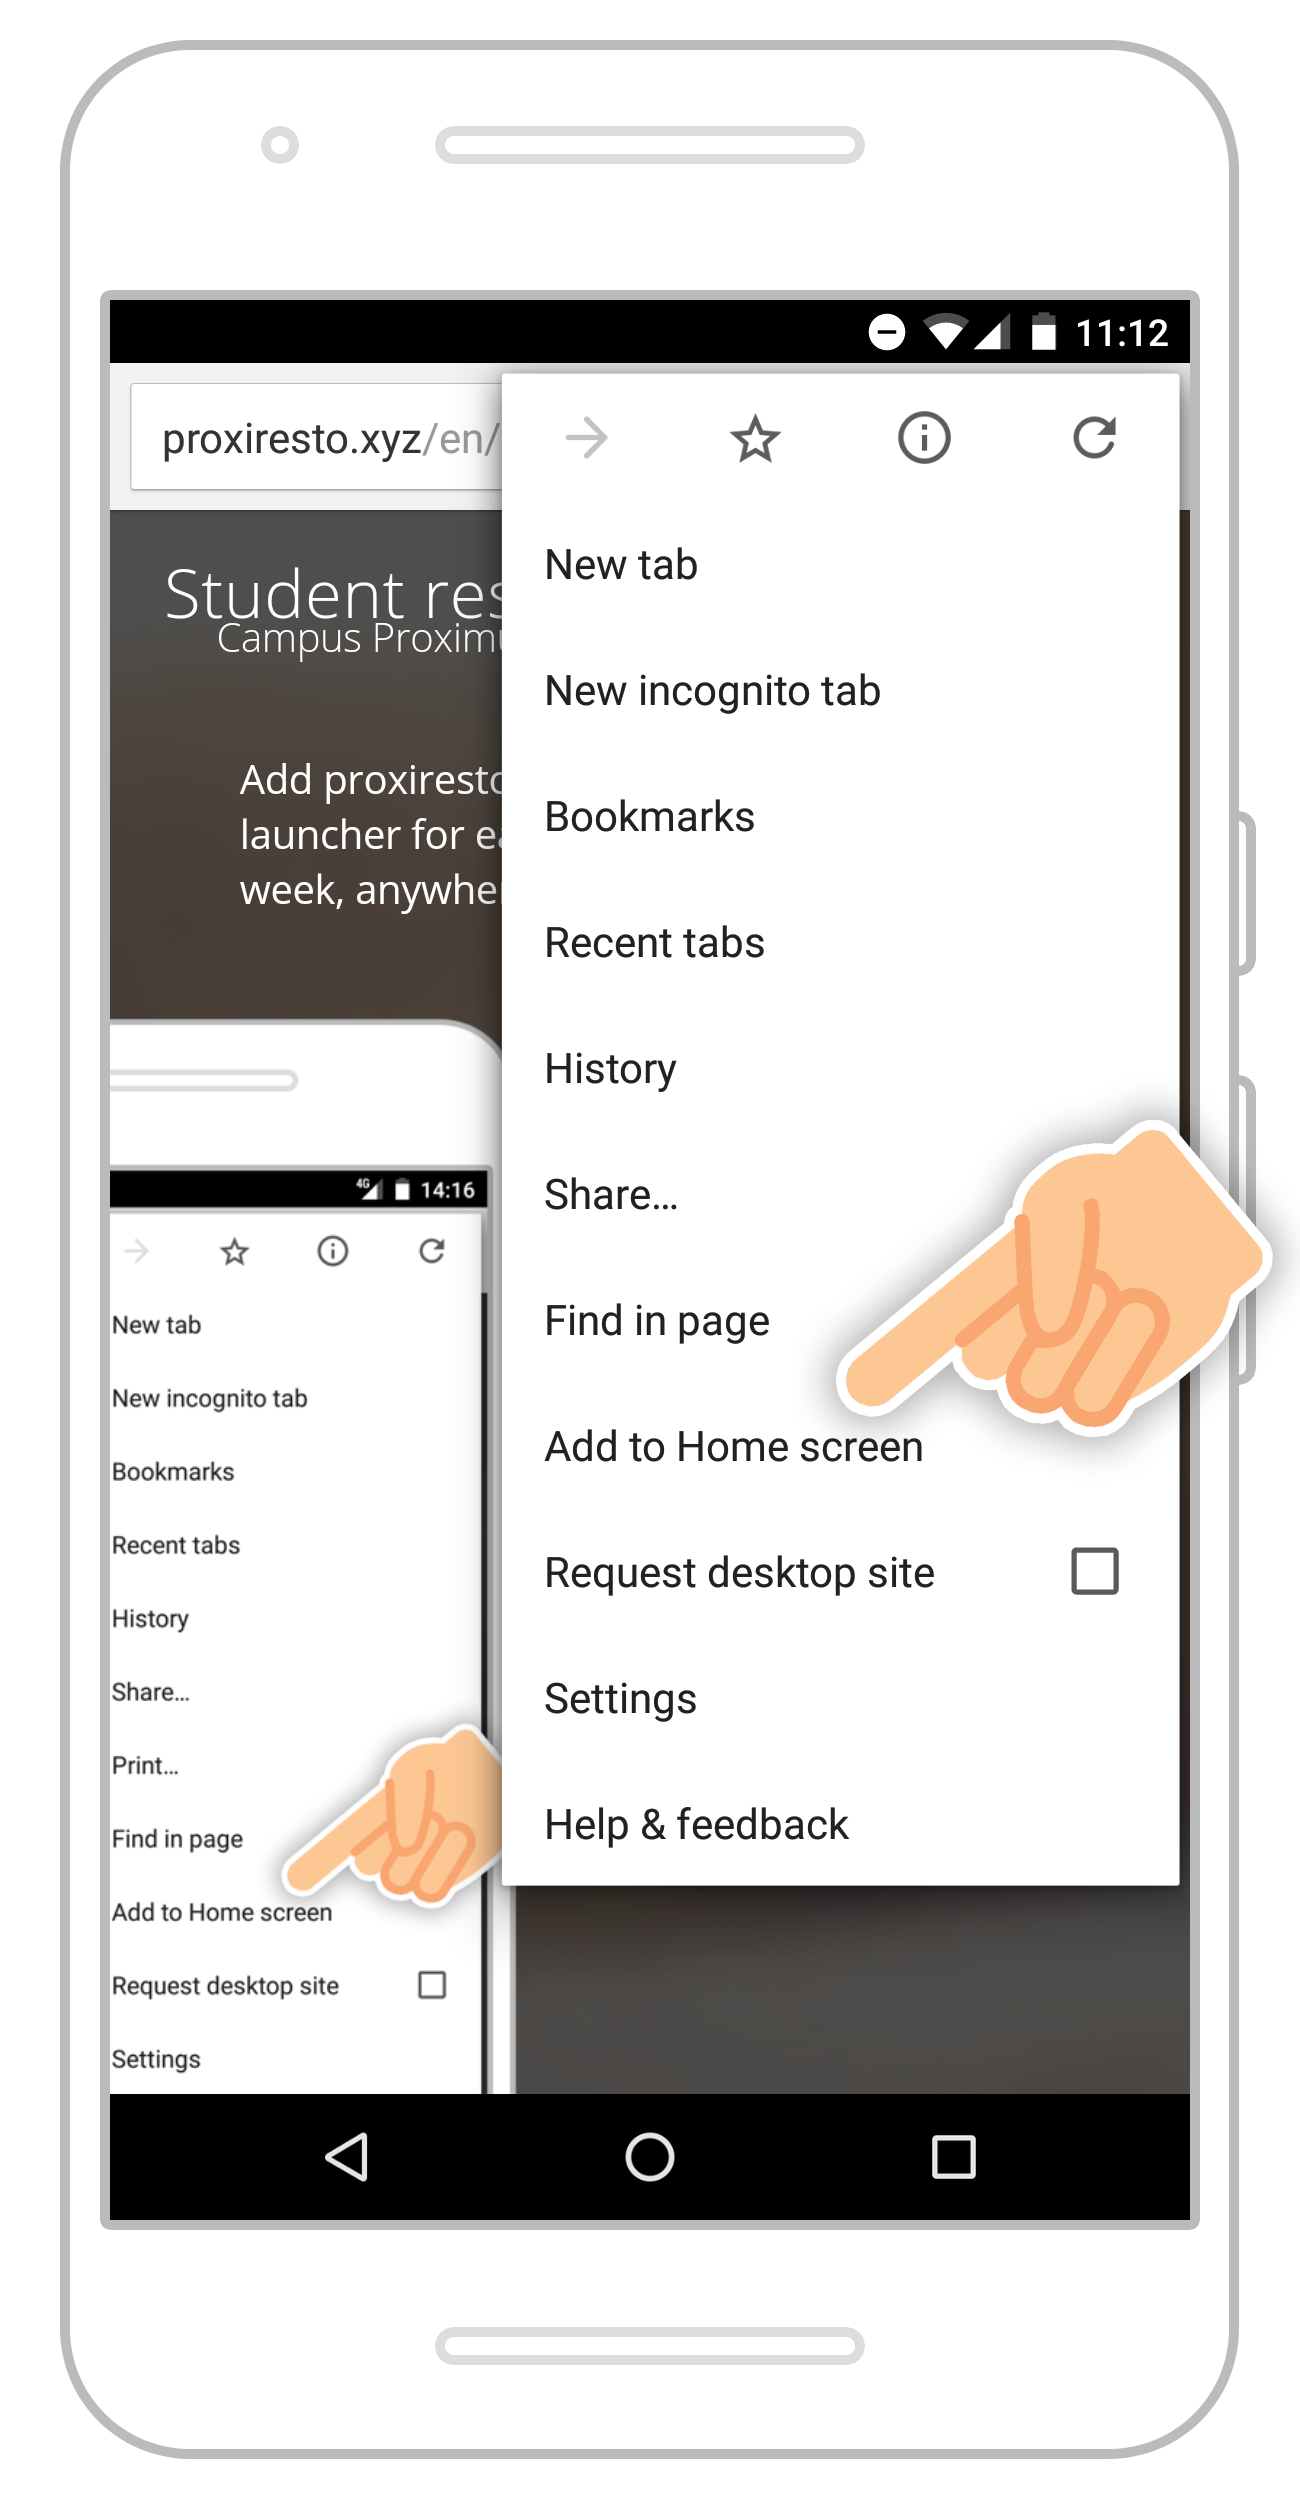 11:12
proxiresto.xyz/en/
Student res
Campus Proxim
Add proxiresto
launcher for ea
week, anywher
New tab
New incognito tab
Bookmarks
Recent tabs
History
Share...
Find in page
Add to Home screen
Request desktop site
Settings
Help & feedback
4G 14:16
New tab
New incognito tab
Bookmarks
Recent tabs
History
Share...
Print...
Find in page
Add to Home screen
Request desktop site
Settings